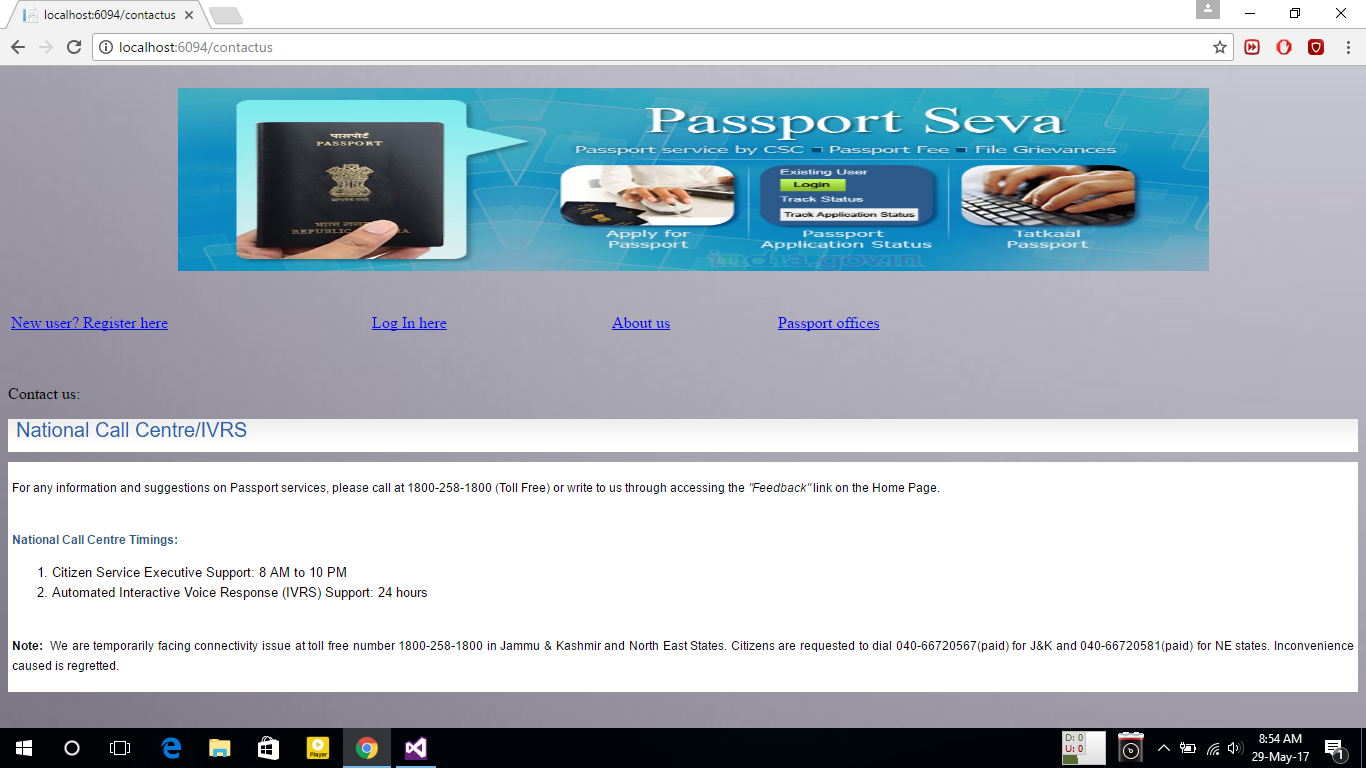 localhost:6094/contactus
localhost:6094/contactus
पासपोर्ट
PASSPORT
REPUBLIC
Passport Seva
Passport service by CSC ■ Passport Fee ■ File Grievances
Existing User
Login
Track Status
Track Application Status
Apply for
Passport
Passport
Application Status
Tatkaal
Passport
india.gov.in
New user? Register here Log In here About us Passport offices
Contact us:
National Call Centre/IVRS
For any information and suggestions on Passport services, please call at 1800-258-1800 (Toll Free) or write to us through accessing the "Feedback" link on the Home Page.
National Call Centre Timings:
1. Citizen Service Executive Support: 8 AM to 10 PM
2. Automated Interactive Voice Response (IVRS) Support: 24 hours
Note: We are temporarily facing connectivity issue at toll free number 1800-258-1800 in Jammu & Kashmir and North East States. Citizens are requested to dial 040-66720567(paid) for J&K and 040-66720581(paid) for NE states. Inconvenience
caused is regretted.
Player
D: 0
U: 0
8:54 AM
29-May-17
1